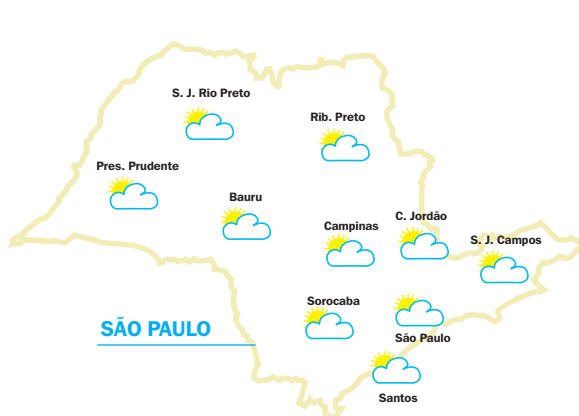 S. J. Rio Preto
Rib. Preto
Pres. Prudente
Bauru
C. Jordão
Campinas
S. J. Campos
Sorocaba
SÃO PAULO
São Paulo
Santos